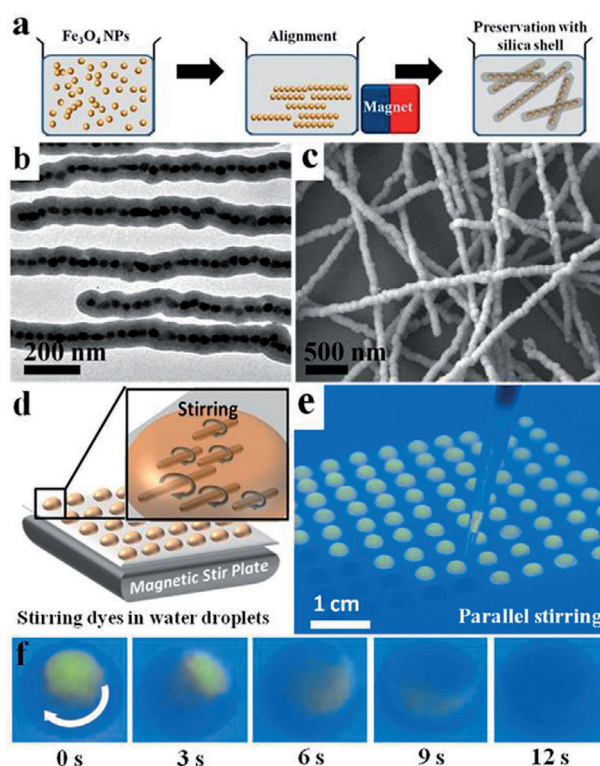 a
Fe₃O₄ NPs
Alignment
Preservation with
silica shell
Magnet
b
200 nm
c
500 nm
d
Stirring
Magnetic Stir Plate
Stirring dyes in water droplets
e
1 cm
Parallel stirring
f
0 s
3 s
6 s
9 s
12 s